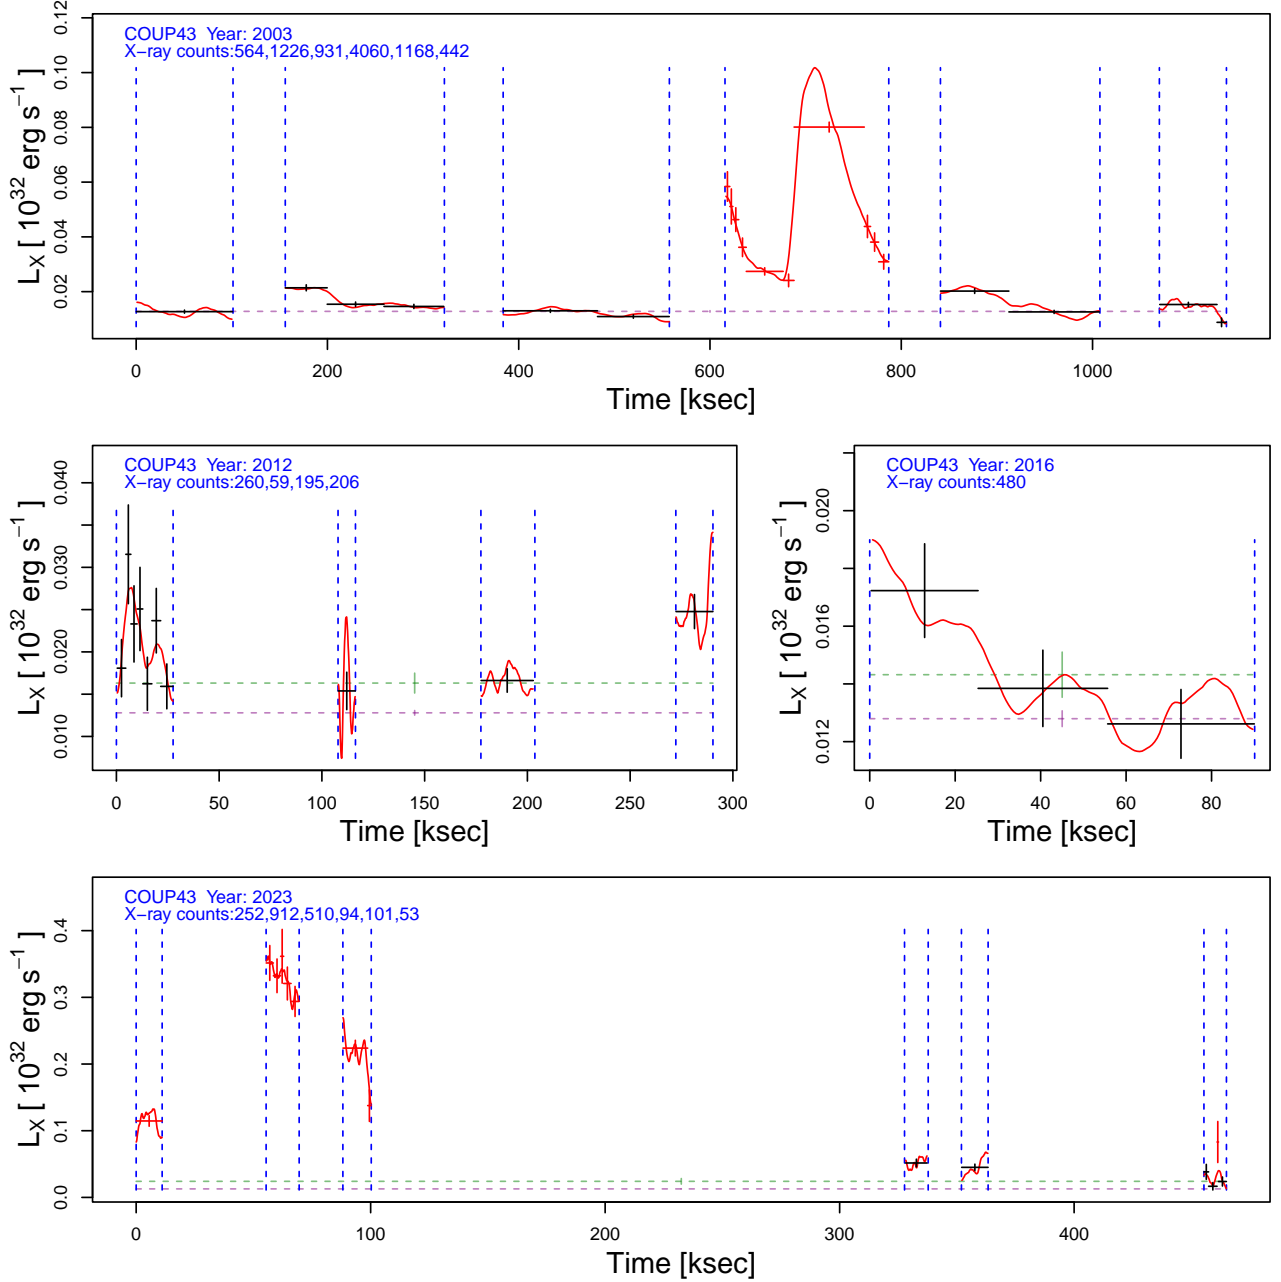 COUP43 Year: 2003
X−ray counts:564,1226,931,4060,1168,442
L_X [ 10^32 erg s^−1 ]
0.02 0.04 0.06 0.08 0.10 0.12
0 200 400 600 800 1000
Time [ksec]
COUP43 Year: 2012
X−ray counts:260,59,195,206
L_X [ 10^32 erg s^−1 ]
0.010 0.020 0.030 0.040
0 50 100 150 200 250 300
Time [ksec]
COUP43 Year: 2016
X−ray counts:480
L_X [ 10^32 erg s^−1 ]
0.012 0.016 0.020
0 20 40 60 80
Time [ksec]
COUP43 Year: 2023
X−ray counts:252,912,510,94,101,53
L_X [ 10^32 erg s^−1 ]
0.0 0.1 0.2 0.3 0.4
0 100 200 300 400
Time [ksec]